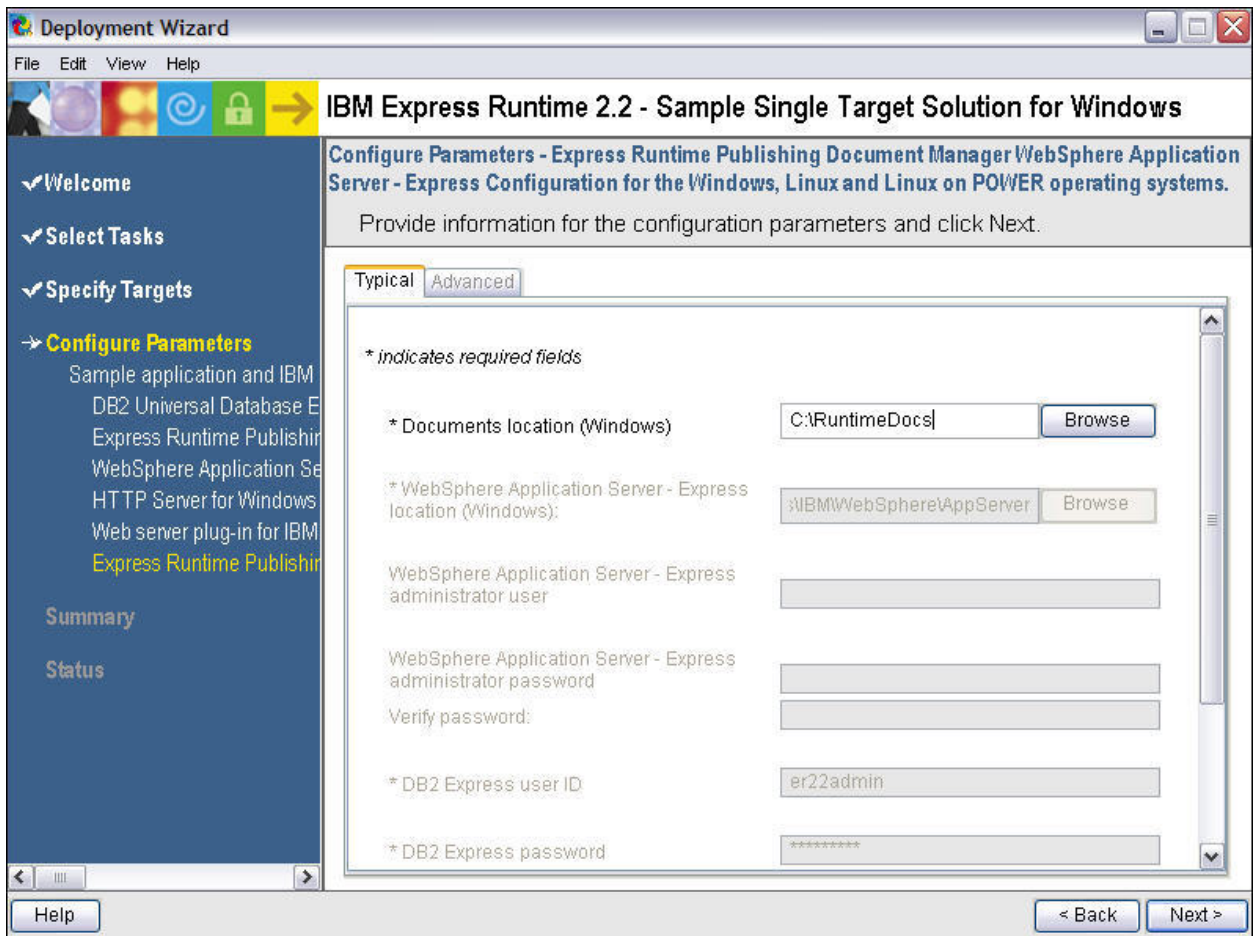 Deployment Wizard
File Edit View Help
IBM Express Runtime 2.2 - Sample Single Target Solution for Windows
Configure Parameters - Express Runtime Publishing Document Manager WebSphere Application
Server - Express Configuration for the Windows, Linux and Linux on POWER operating systems.
Provide information for the configuration parameters and click Next.
Welcome
Select Tasks
Specify Targets
Configure Parameters
Sample application and IBM
DB2 Universal Database E
Express Runtime Publishin
WebSphere Application Se
HTTP Server for Windows
Web server plug-in for IBM
Express Runtime Publishin
Summary
Status
Typical Advanced
* indicates required fields
* Documents location (Windows) C:\RuntimeDocs Browse
* WebSphere Application Server - Express
location (Windows): \IBM\WebSphere\AppServer Browse
WebSphere Application Server - Express
administrator user
WebSphere Application Server - Express
administrator password
Verify password:
* DB2 Express user ID er22admin
* DB2 Express password *********
Help < Back Next >